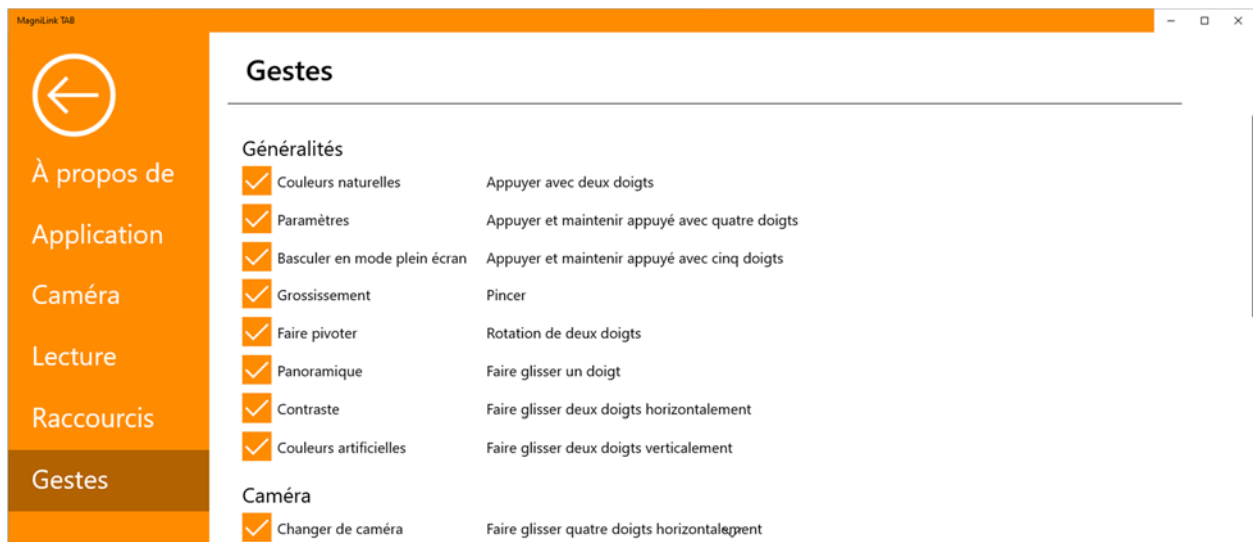 MagniLink TAB
Gestes
À propos de
Application
Caméra
Lecture
Raccourcis
Gestes
Généralités
Couleurs naturelles Appuyer avec deux doigts
Paramètres Appuyer et maintenir appuyé avec quatre doigts
Basculer en mode plein écran Appuyer et maintenir appuyé avec cinq doigts
Grossissement Pincer
Faire pivoter Rotation de deux doigts
Panoramique Faire glisser un doigt
Contraste Faire glisser deux doigts horizontalement
Couleurs artificielles Faire glisser deux doigts verticalement
Caméra
Changer de caméra Faire glisser quatre doigts horizontalement